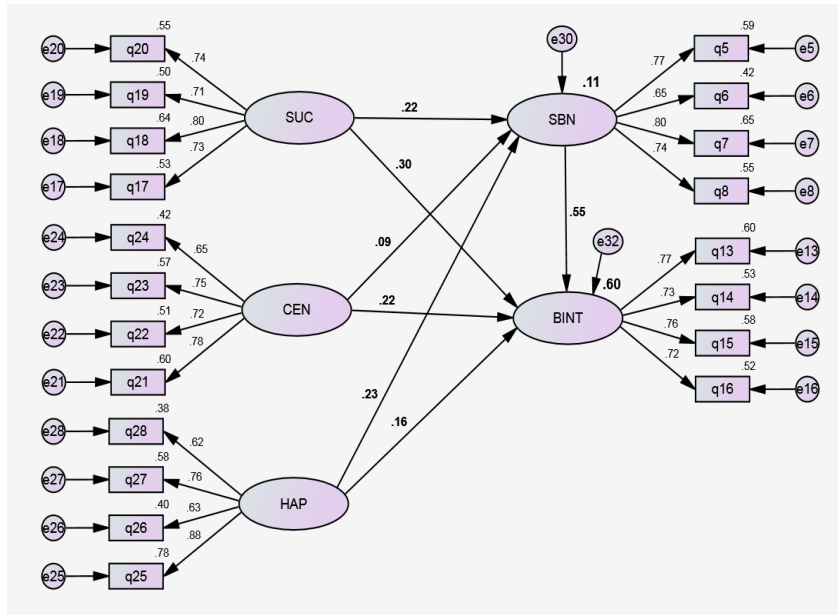 .55
e20 q20 .74
.50
e19 q19 .71
.64
e18 q18 .80
.53
e17 q17 .73
SUC
.22
.30
.42
e24 q24 .65
.57
e23 q23 .75
.51
e22 q22 .72
.60
e21 q21 .78
CEN
.09
.22
.38
e28 q28 .62
.58
e27 q27 .76
.40
e26 q26 .63
.78
e25 q25 .88
HAP
.23
.16
e30
.11
SBN
.55
e32
.60
BINT
.59
.77 q5 e5
.42
.65 q6 e6
.65
.80 q7 e7
.55
.74 q8 e8
.60
.77 q13 e13
.53
.73 q14 e14
.58
.76 q15 e15
.52
.72 q16 e16